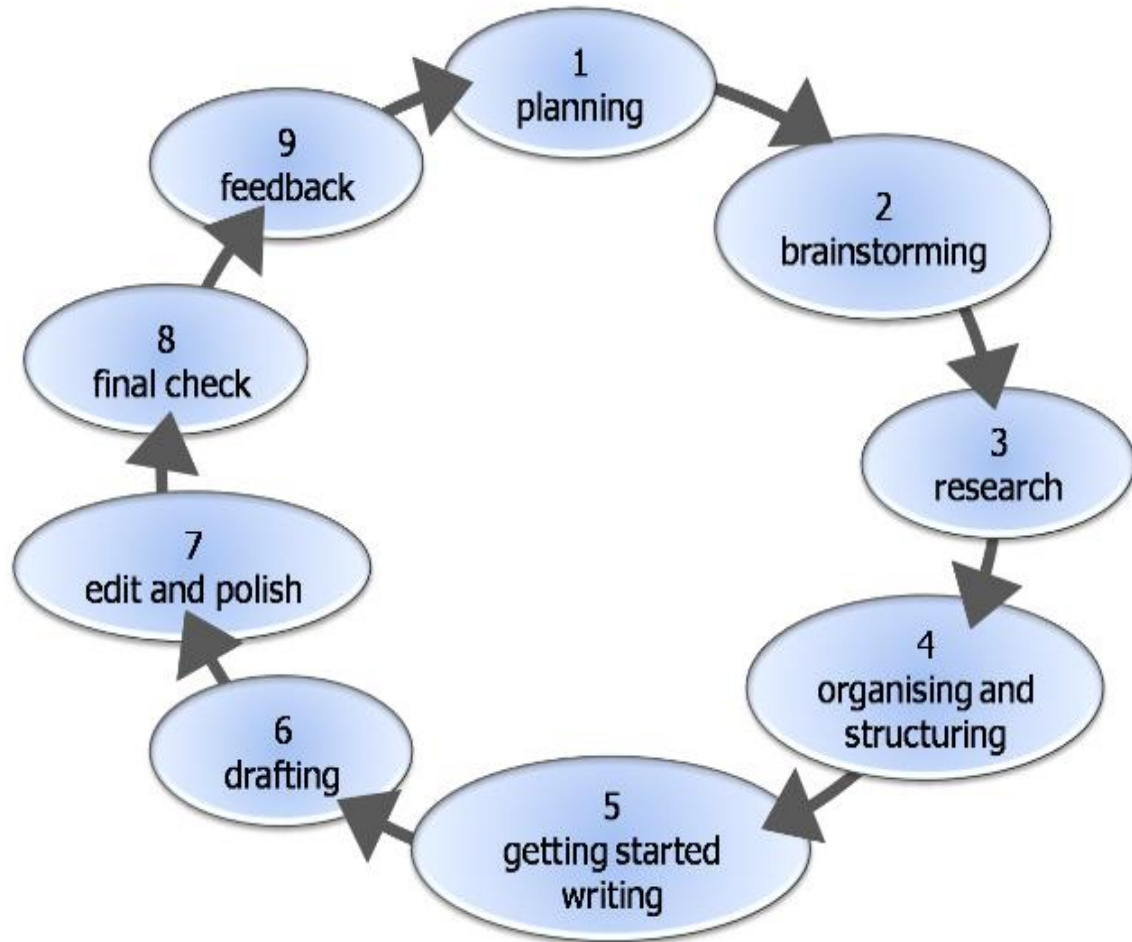 1
planning
2
brainstorming
3
research
4
organising and
structuring
5
getting started
writing
6
drafting
7
edit and polish
8
final check
9
feedback